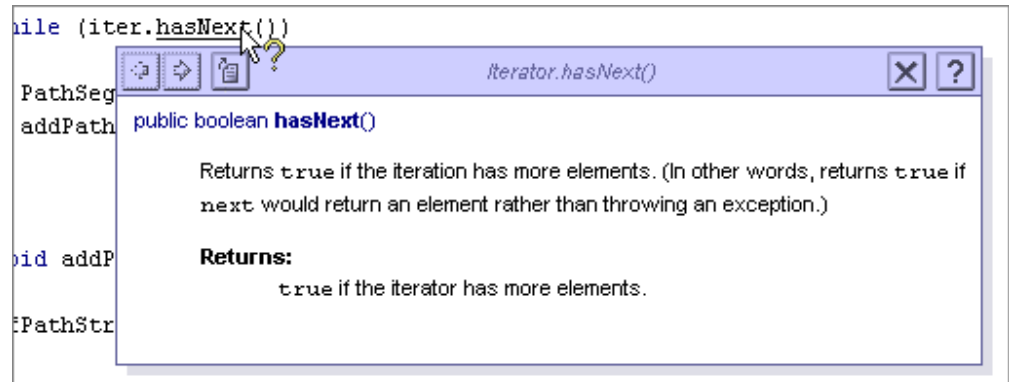 hile (iter.hasNext())
Iterator.hasNext()
?
PathSeg
addPath
public boolean hasNext()
Returns true if the iteration has more elements. (In other words, returns true if
next would return an element rather than throwing an exception.)
oid addP
Returns:
true if the iterator has more elements.
fPathStr